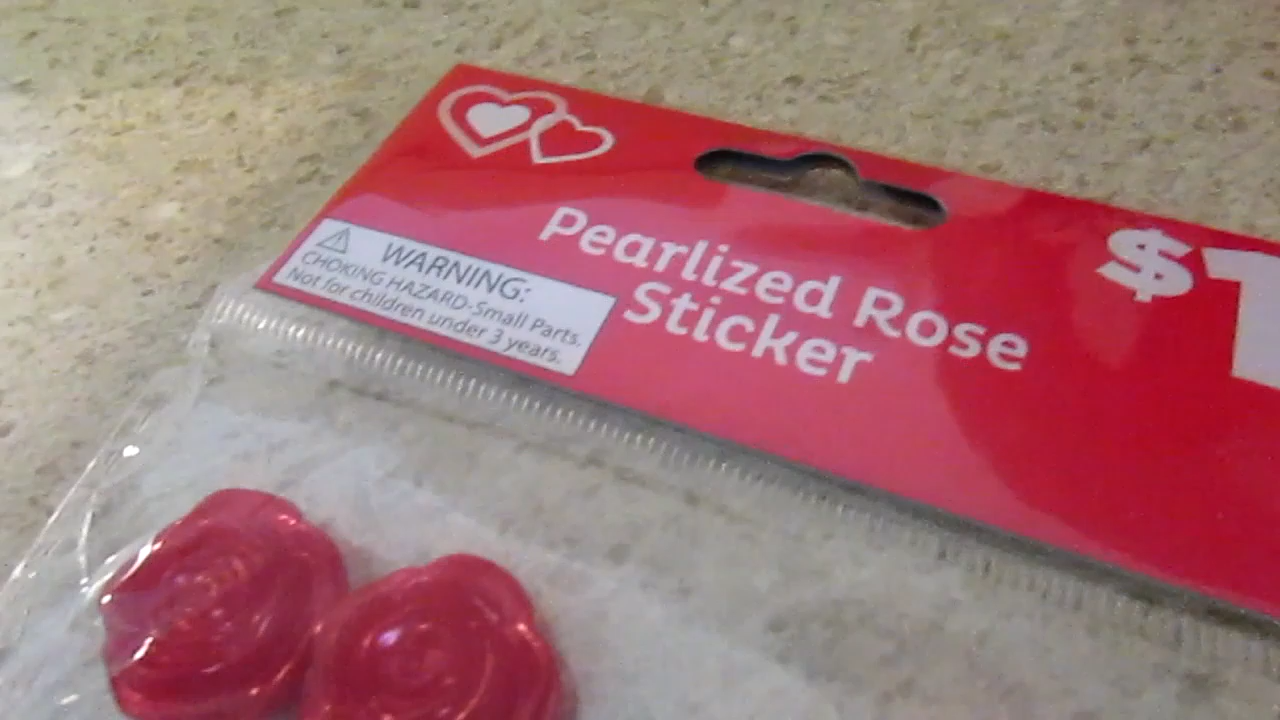 Pearlized Rose
Sticker
$1
WARNING:
CHOKING HAZARD-Small Parts.
Not for children under 3 years.